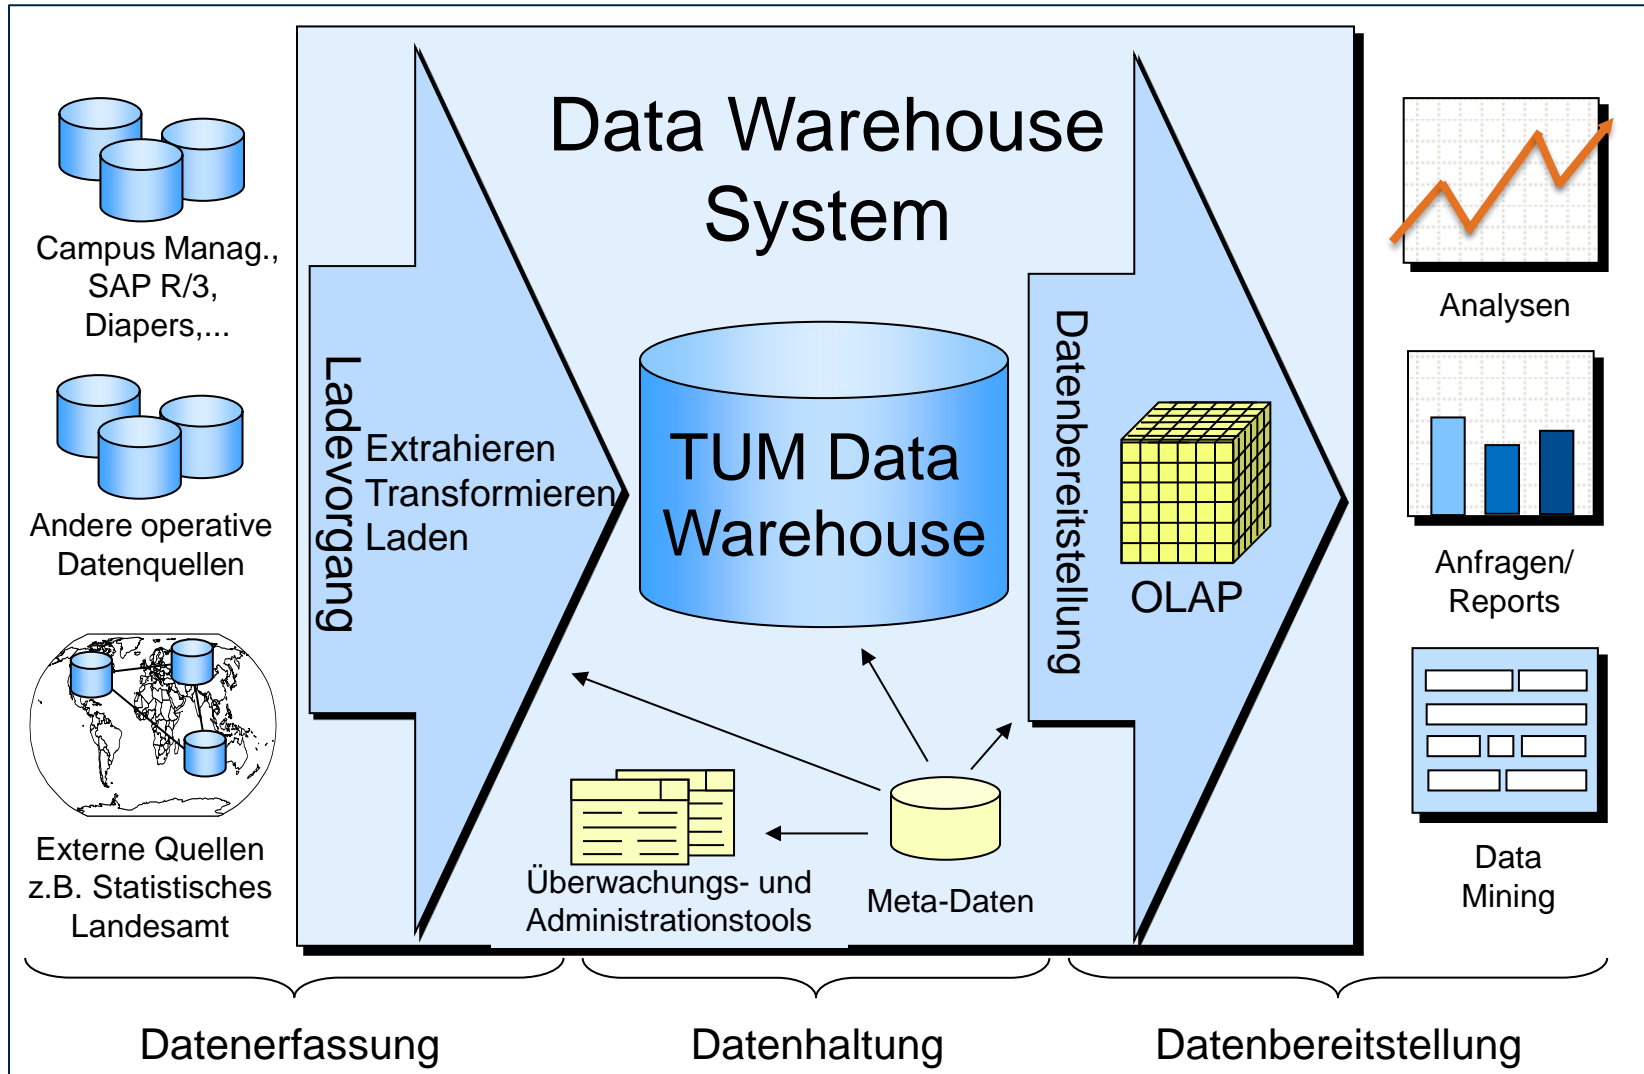 Data Warehouse
System
Campus Manag.,
SAP R/3,
Diapers,...
Andere operative
Datenquellen
Externe Quellen
z.B. Statistisches
Landesamt
Ladevorgang
Extrahieren
Transformieren
Laden
TUM Data
Warehouse
Überwachungs- und
Administrationstools
Meta-Daten
Datenbereitstellung
OLAP
Analysen
Anfragen/
Reports
Data
Mining
Datenerfassung
Datenhaltung
Datenbereitstellung